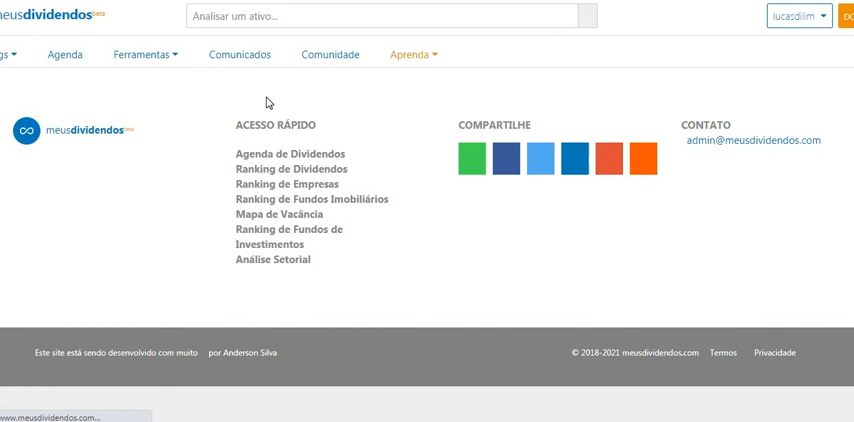 meusdividendos beta
Analisar um ativo...
lucasdilim
DO
gs
Agenda
Ferramentas
Comunicados
Comunidade
Aprenda
meusdividendos beta
ACESSO RÁPIDO
Agenda de Dividendos
Ranking de Dividendos
Ranking de Empresas
Ranking de Fundos Imobiliários
Mapa de Vacância
Ranking de Fundos de
Investimentos
Análise Setorial
COMPARTILHE
CONTATO
admin@meusdividendos.com
Este site está sendo desenvolvido com muito por Anderson Silva
© 2018-2021 meusdividendos.com Termos Privacidade
www.meusdividendos.com...